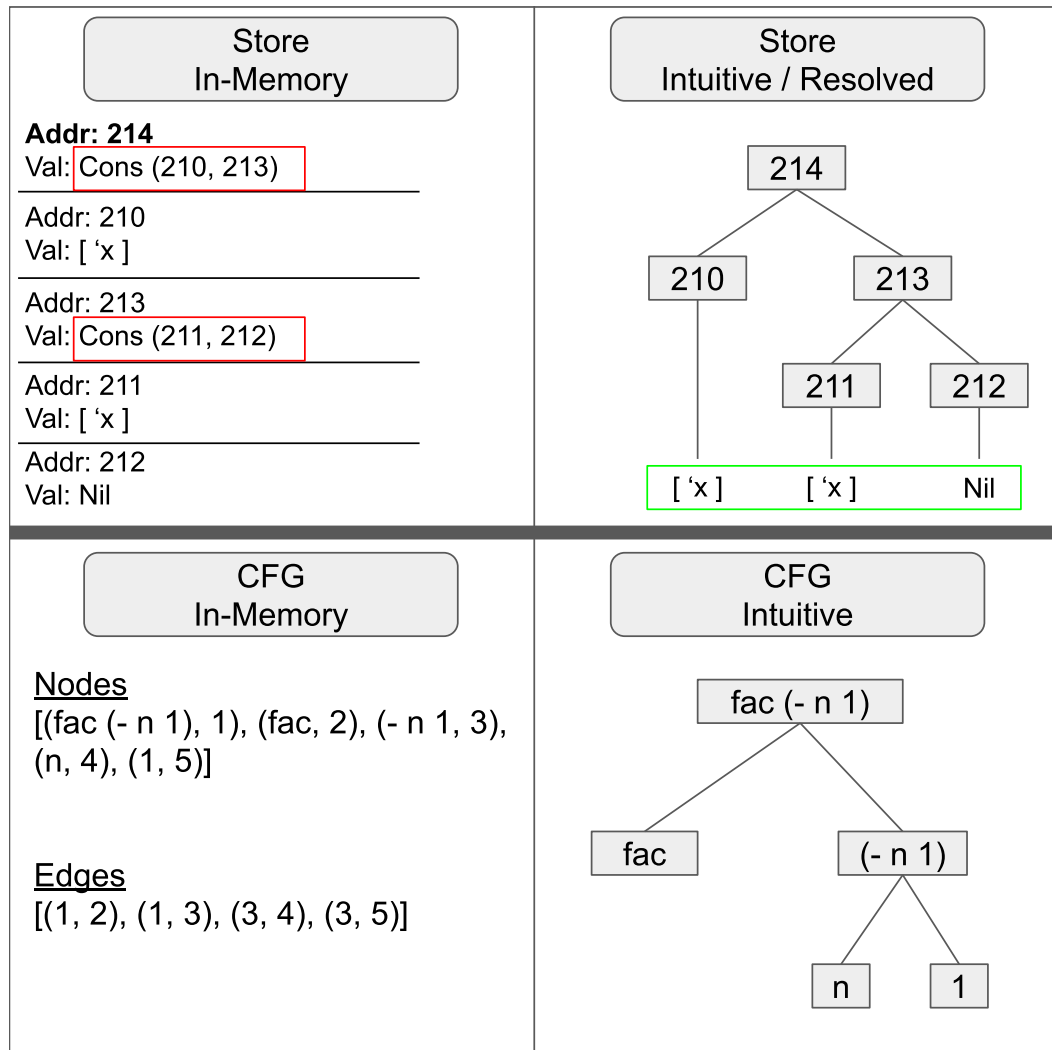 Store
In-Memory
Addr: 214
Val: Cons (210, 213)
Addr: 210
Val: [ ‘x ]
Addr: 213
Val: Cons (211, 212)
Addr: 211
Val: [ ‘x ]
Addr: 212
Val: Nil
Store
Intuitive / Resolved
214
210 213
211 212
[ ‘x ] [ ‘x ] Nil
CFG
In-Memory
Nodes
[(fac (- n 1), 1), (fac, 2), (- n 1, 3),
(n, 4), (1, 5)]
Edges
[(1, 2), (1, 3), (3, 4), (3, 5)]
CFG
Intuitive
fac (- n 1)
fac (- n 1)
n 1